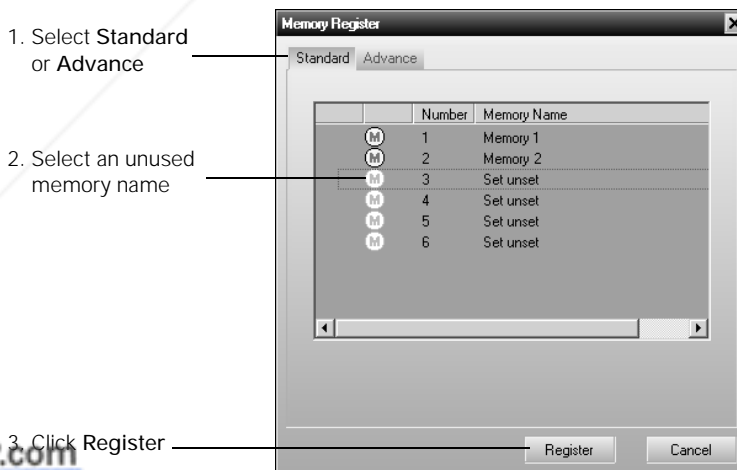 Memory Register
1. Select Standard
or Advance
Standard Advance
Number Memory Name
M 1 Memory 1
M 2 Memory 2
2. Select an unused
memory name
M 3 Set unset
M 4 Set unset
M 5 Set unset
M 6 Set unset
3. Click Register
.com
Register Cancel